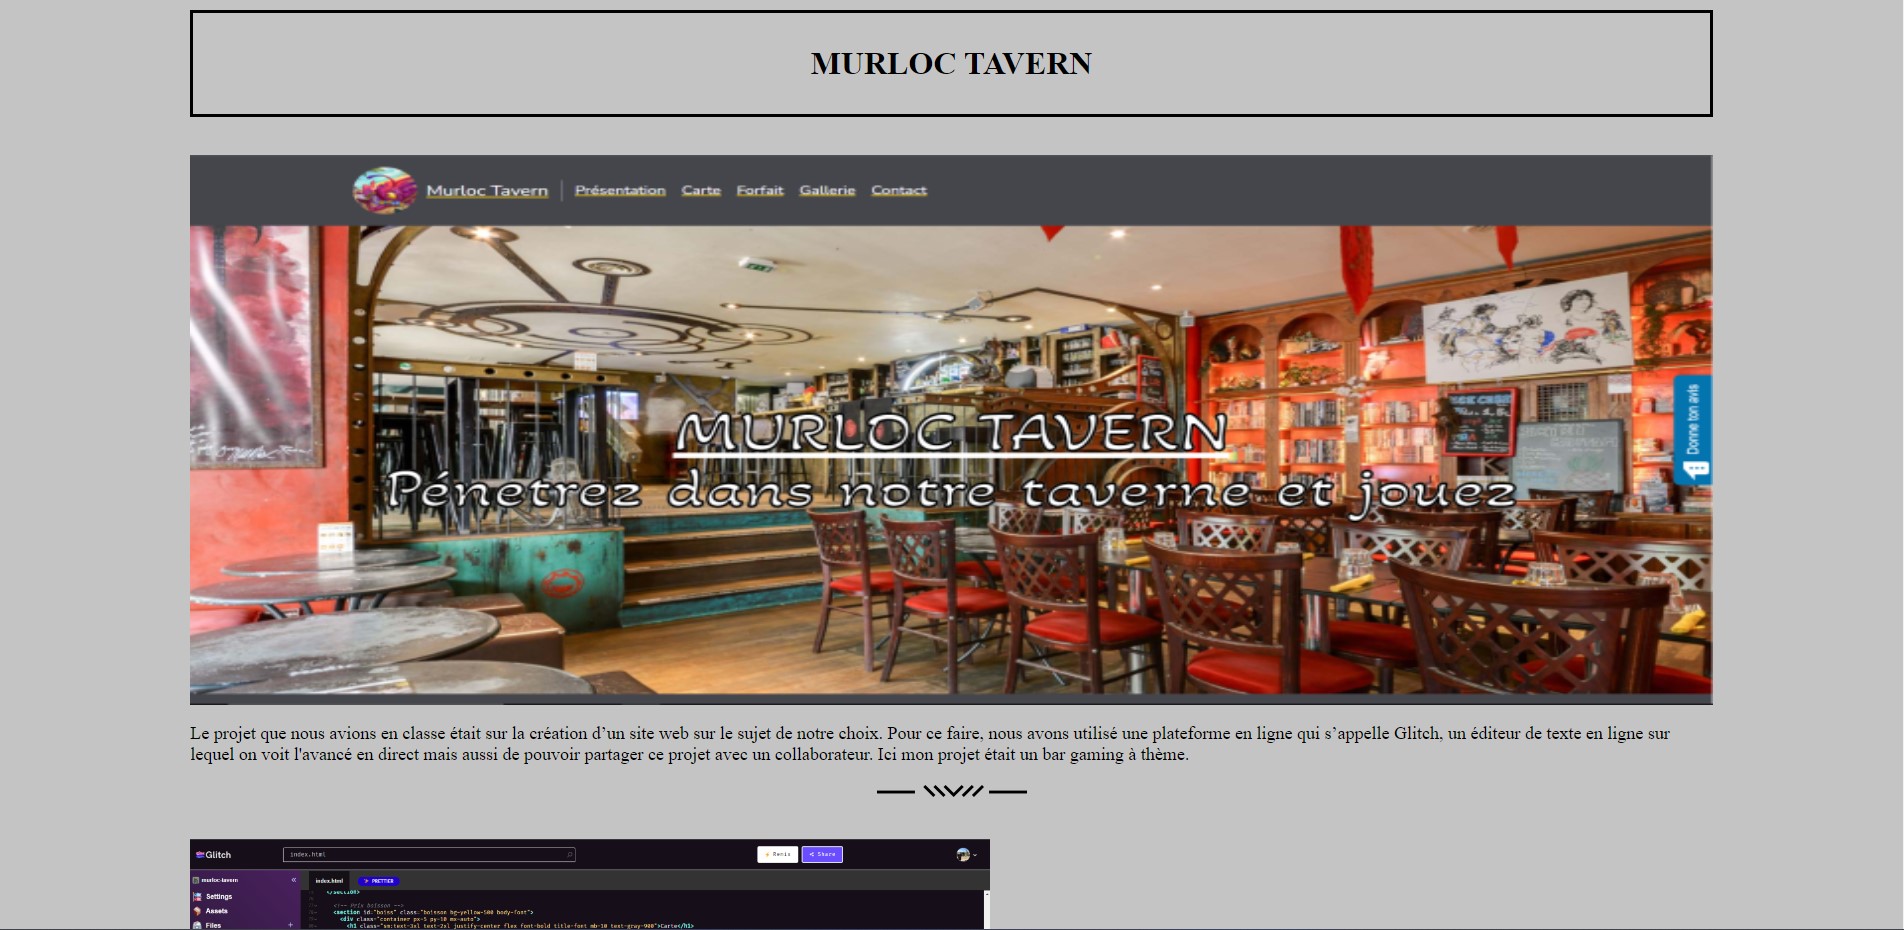 MURLOC TAVERN
Murloc Tavern Présentation Carte Forfait Gallerie Contact
MURLOC TAVERN
Pénetrez dans notre taverne et jouez
Donne ton avis
Le projet que nous avions en classe était sur la création d’un site web sur le sujet de notre choix. Pour ce faire, nous avons utilisé une plateforme en ligne qui s’appelle Glitch, un éditeur de texte en ligne sur
lequel on voit l'avancé en direct mais aussi de pouvoir partager ce projet avec un collaborateur. Ici mon projet était un bar gaming à thème.
Glitch index.html Remix Share
murloc-tavern « index.html PRETTIER
</section>
Settings <!-- Prix boisson -->
Assets <section id="boiss" class="boisson bg-yellow-500 body-font">
<div class="container px-5 py-10 mx-auto">
Files + <h1 class="sm:text-3xl text-2xl justify-center flex font-bold title-font mb-10 text-gray-900">Carte</h1>